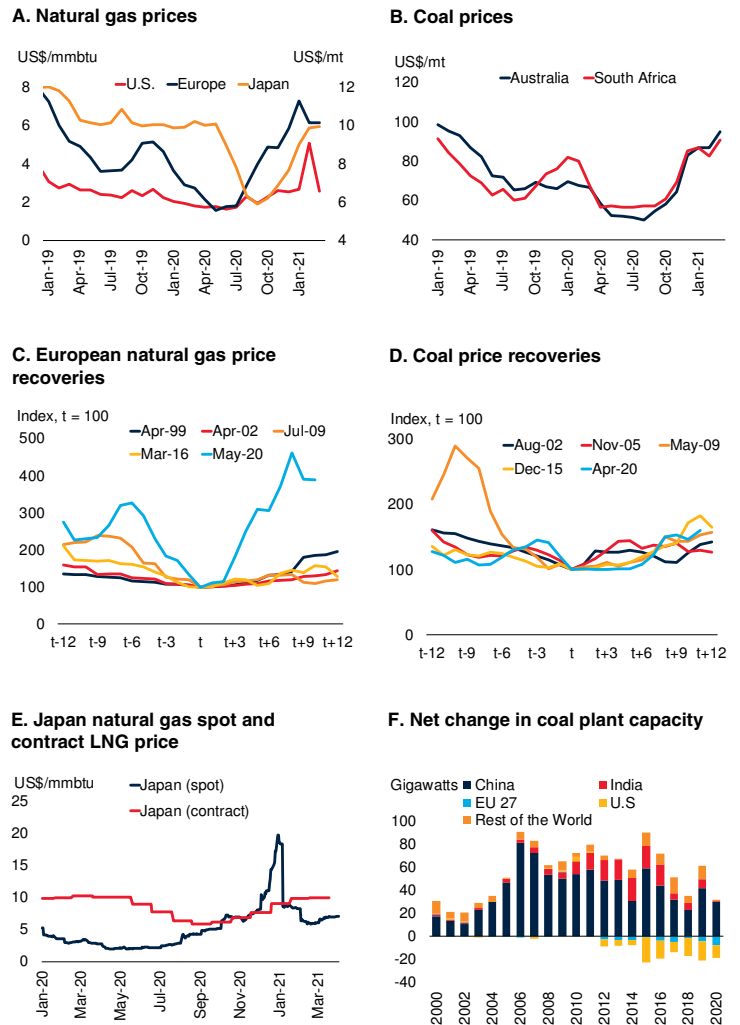 A. Natural gas prices
US$/mmbtu
US$/mt
U.S. Europe Japan
8
6
4
2
0
12
10
8
6
4
Jan-19
Apr-19
Jul-19
Oct-19
Jan-20
Apr-20
Jul-20
Oct-20
Jan-21
B. Coal prices
US$/mt
Australia South Africa
120
100
80
60
40
Jan-19
Apr-19
Jul-19
Oct-19
Jan-20
Apr-20
Jul-20
Oct-20
Jan-21
C. European natural gas price
recoveries
Index, t = 100
Apr-99 Apr-02 Jul-09
Mar-16 May-20
500
400
300
200
100
0
t-12 t-9 t-6 t-3 t t+3 t+6 t+9 t+12
D. Coal price recoveries
Index, t = 100
Aug-02 Nov-05 May-09
Dec-15 Apr-20
300
200
100
0
t-12 t-9 t-6 t-3 t t+3 t+6 t+9 t+12
E. Japan natural gas spot and
contract LNG price
US$/mmbtu
Japan (spot)
Japan (contract)
25
20
15
10
5
0
Jan-20
Mar-20
May-20
Jul-20
Sep-20
Nov-20
Jan-21
Mar-21
F. Net change in coal plant capacity
Gigawatts China India
EU 27 U.S
Rest of the World
100
80
60
40
20
0
-20
-40
2000
2002
2004
2006
2008
2010
2012
2014
2016
2018
2020